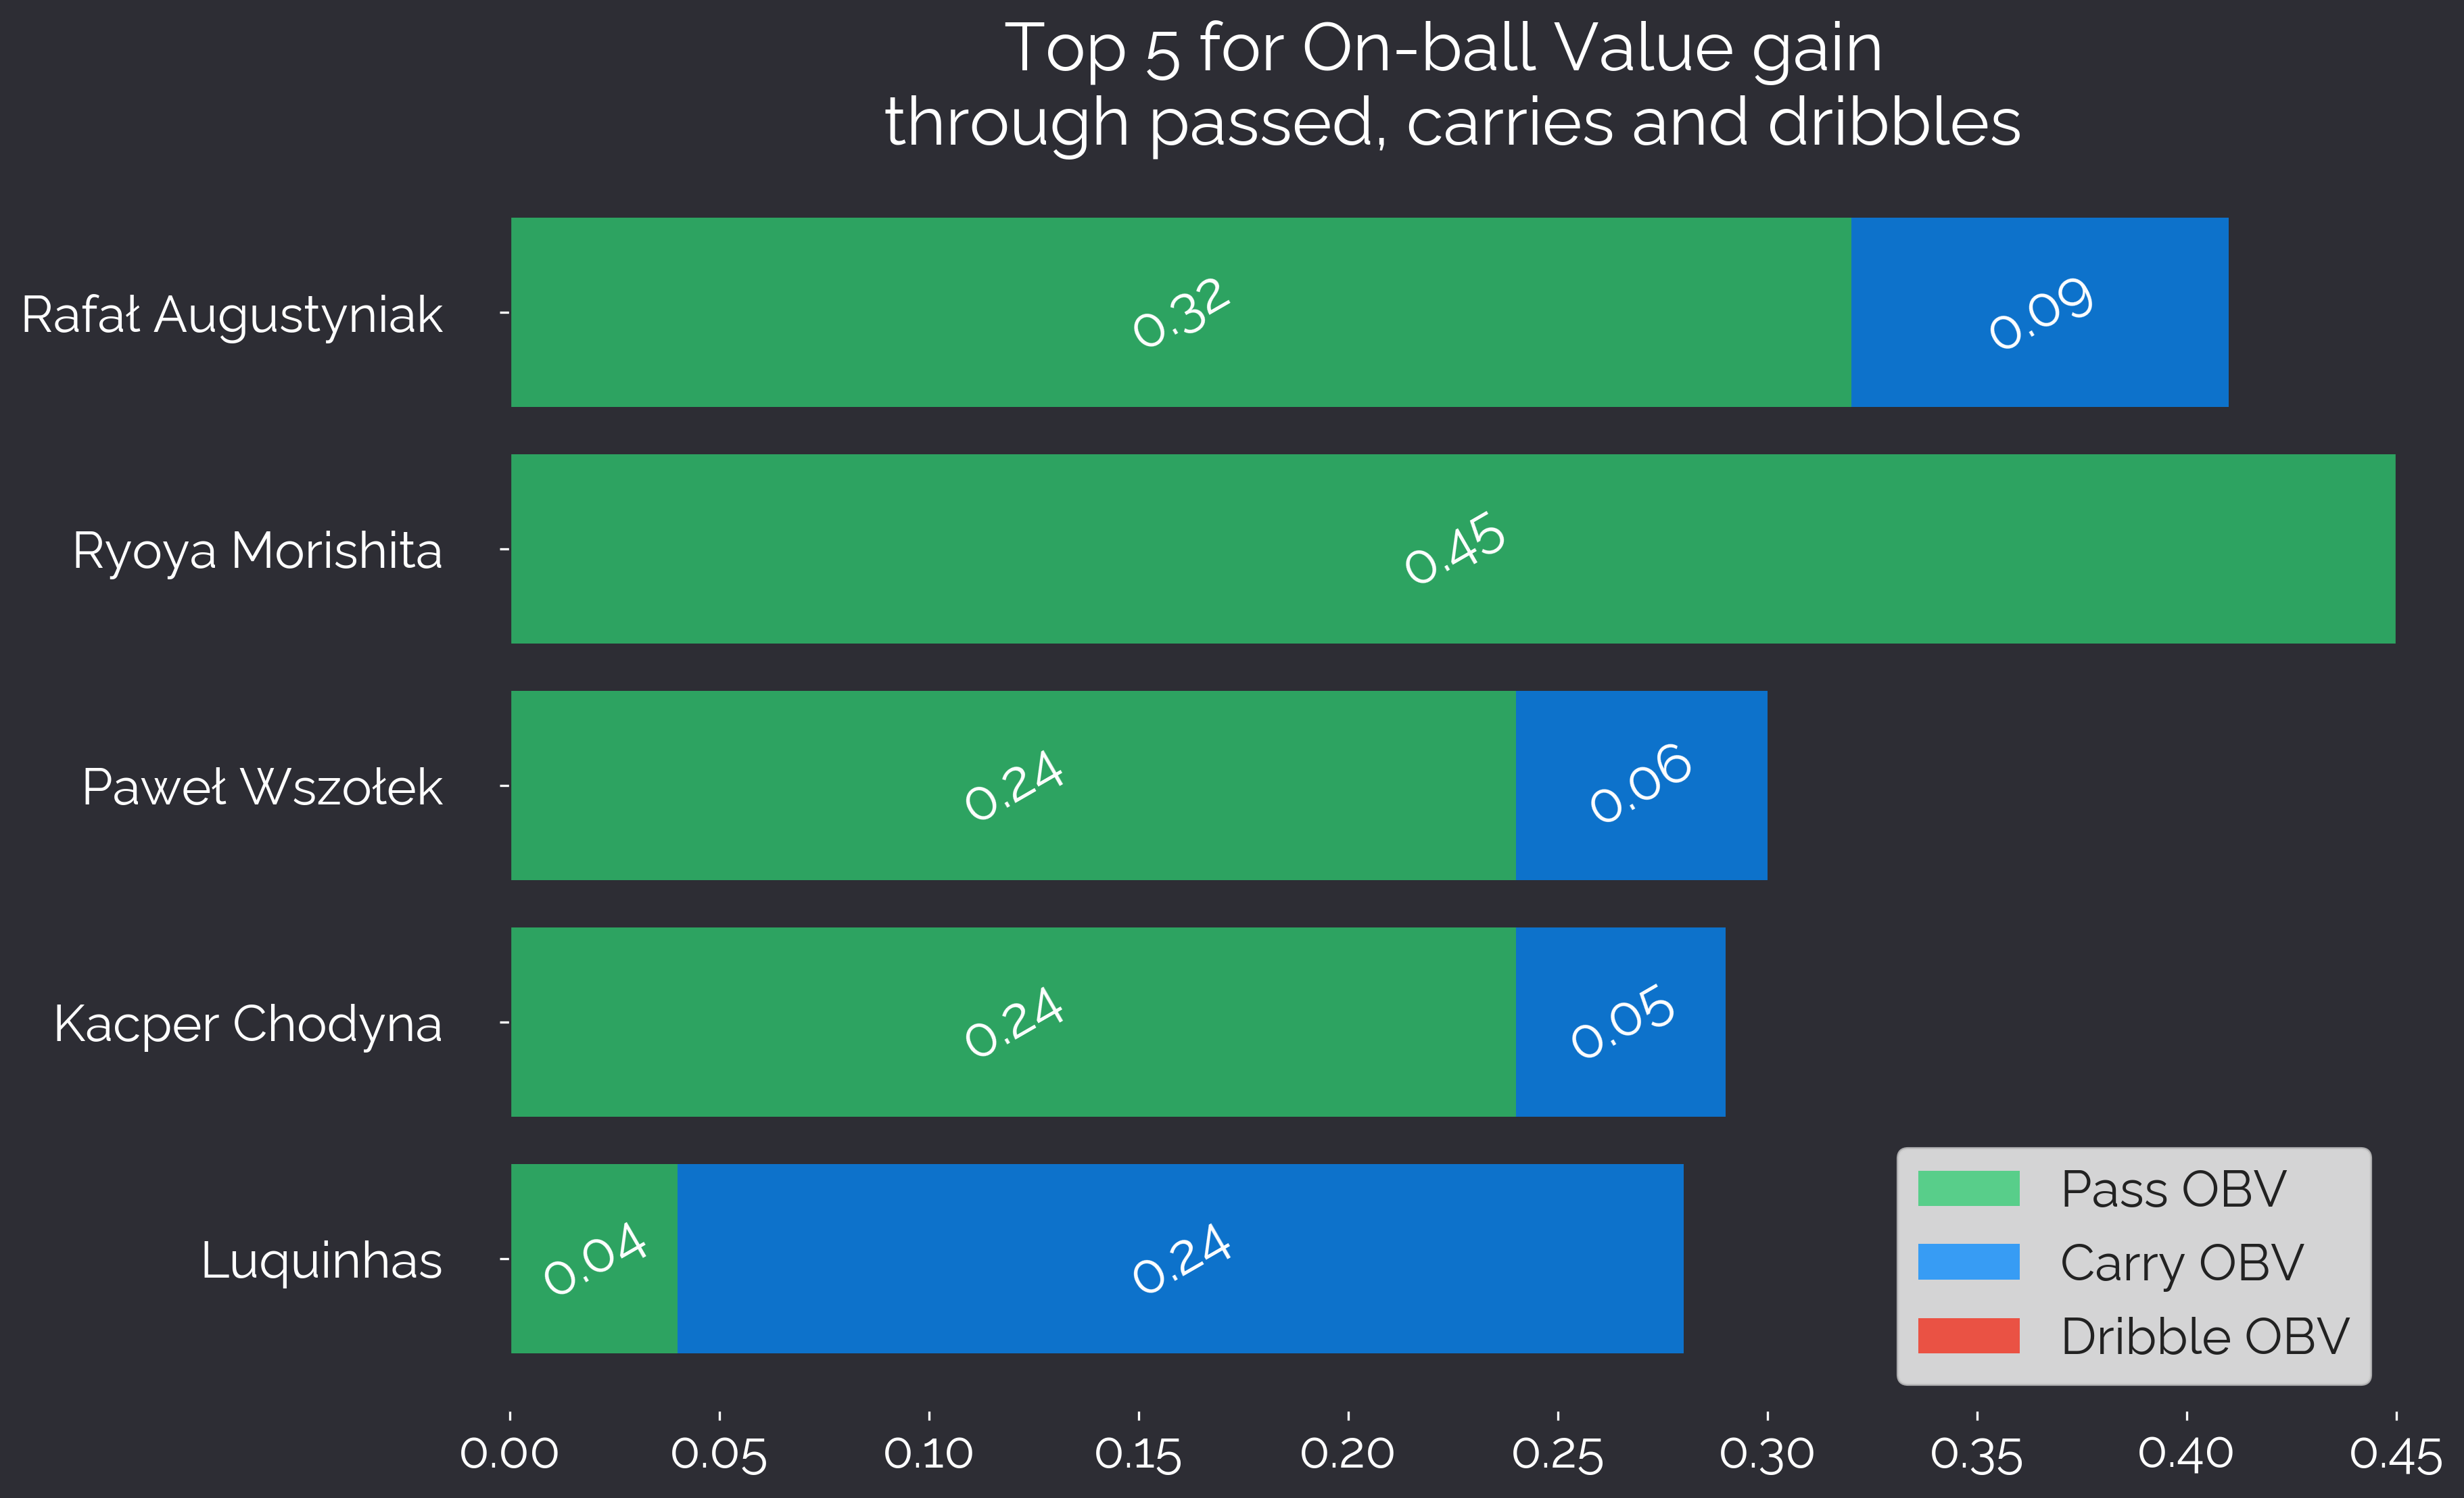 Top 5 for On-ball Value gain
through passed, carries and dribbles
Rafał Augustyniak
0.32
0.09
Ryoya Morishita
0.45
Paweł Wszołek
0.24
0.06
Kacper Chodyna
0.24
0.05
Luquinhas
0.04
0.24
Pass OBV
Carry OBV
Dribble OBV
0.00 0.05 0.10 0.15 0.20 0.25 0.30 0.35 0.40 0.45